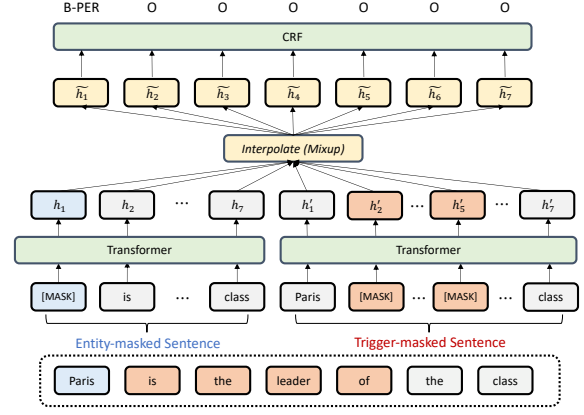 B-PER O O O O O O
CRF
h̃₁ h̃₂ h̃₃ h̃₄ h̃₅ h̃₆ h̃₇
Interpolate (Mixup)
h₁ h₂ ... h₇ h′₁ h′₂ ... h′₅ ... h′₇
Transformer Transformer
[MASK] is ... class Paris [MASK] ... [MASK] ... class
Entity-masked Sentence Trigger-masked Sentence
Paris is the leader of the class